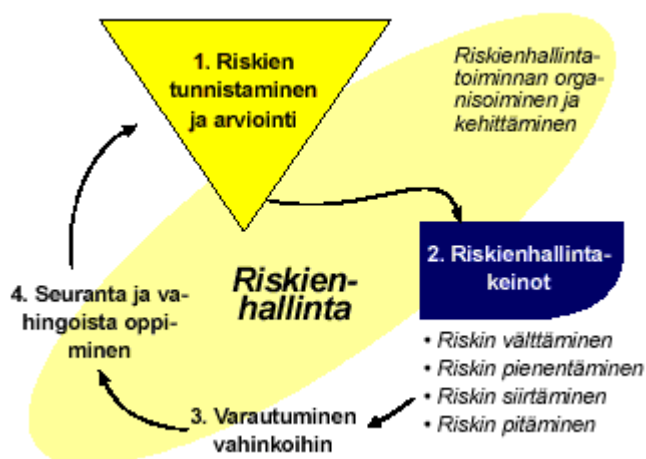 1. Riskien
tunnistaminen
ja arviointi
Riskienhallinta-
toiminnan orga-
nisoiminen ja
kehittäminen
2. Riskienhallinta-
keinot
• Riskin välttäminen
• Riskin pienentäminen
• Riskin siirtäminen
• Riskin pitäminen
3. Varautuminen
vahinkoihin
4. Seuranta ja va-
hingoista oppi-
minen
Riskien-
hallinta